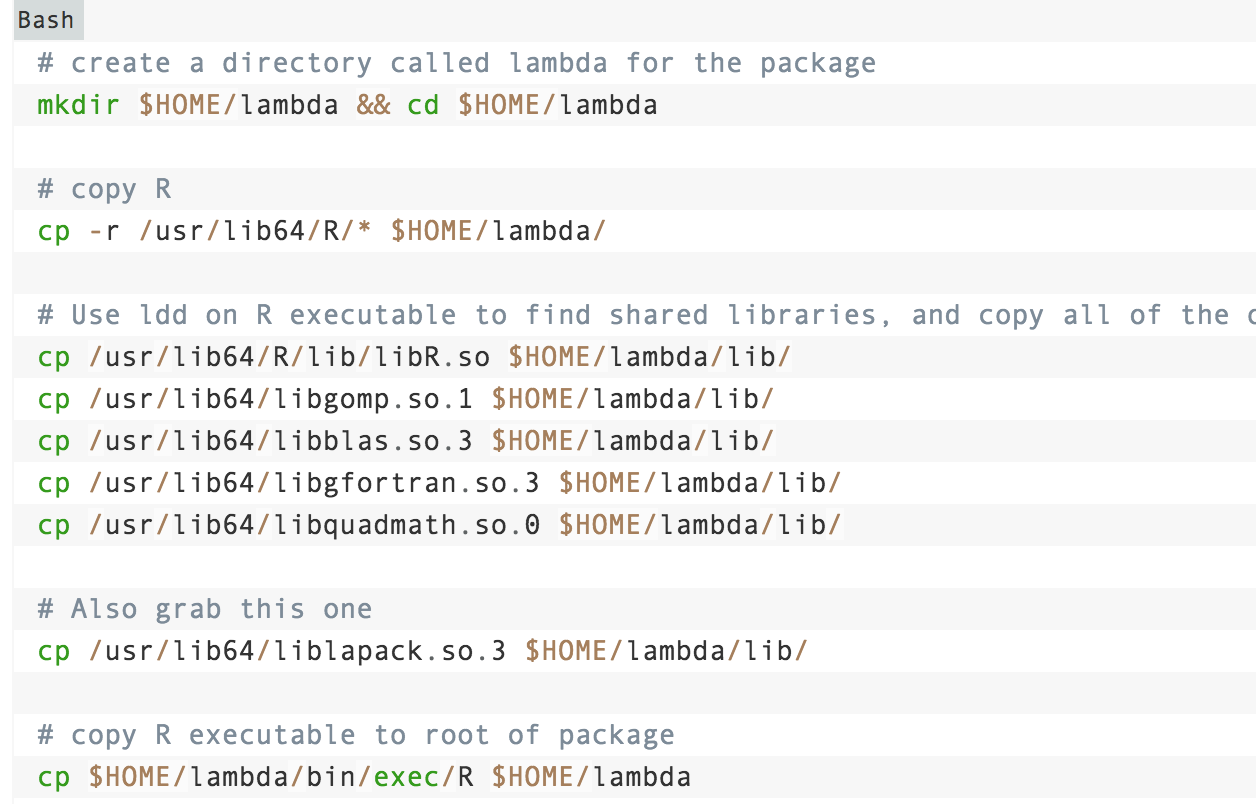 Bash
# create a directory called lambda for the package
mkdir $HOME/lambda && cd $HOME/lambda
# copy R
cp -r /usr/lib64/R/* $HOME/lambda/
# Use ldd on R executable to find shared libraries, and copy all of the
cp /usr/lib64/R/lib/libR.so $HOME/lambda/lib/
cp /usr/lib64/libgomp.so.1 $HOME/lambda/lib/
cp /usr/lib64/libblas.so.3 $HOME/lambda/lib/
cp /usr/lib64/libgfortran.so.3 $HOME/lambda/lib/
cp /usr/lib64/libquadmath.so.0 $HOME/lambda/lib/
# Also grab this one
cp /usr/lib64/liblapack.so.3 $HOME/lambda/lib/
# copy R executable to root of package
cp $HOME/lambda/bin/exec/R $HOME/lambda